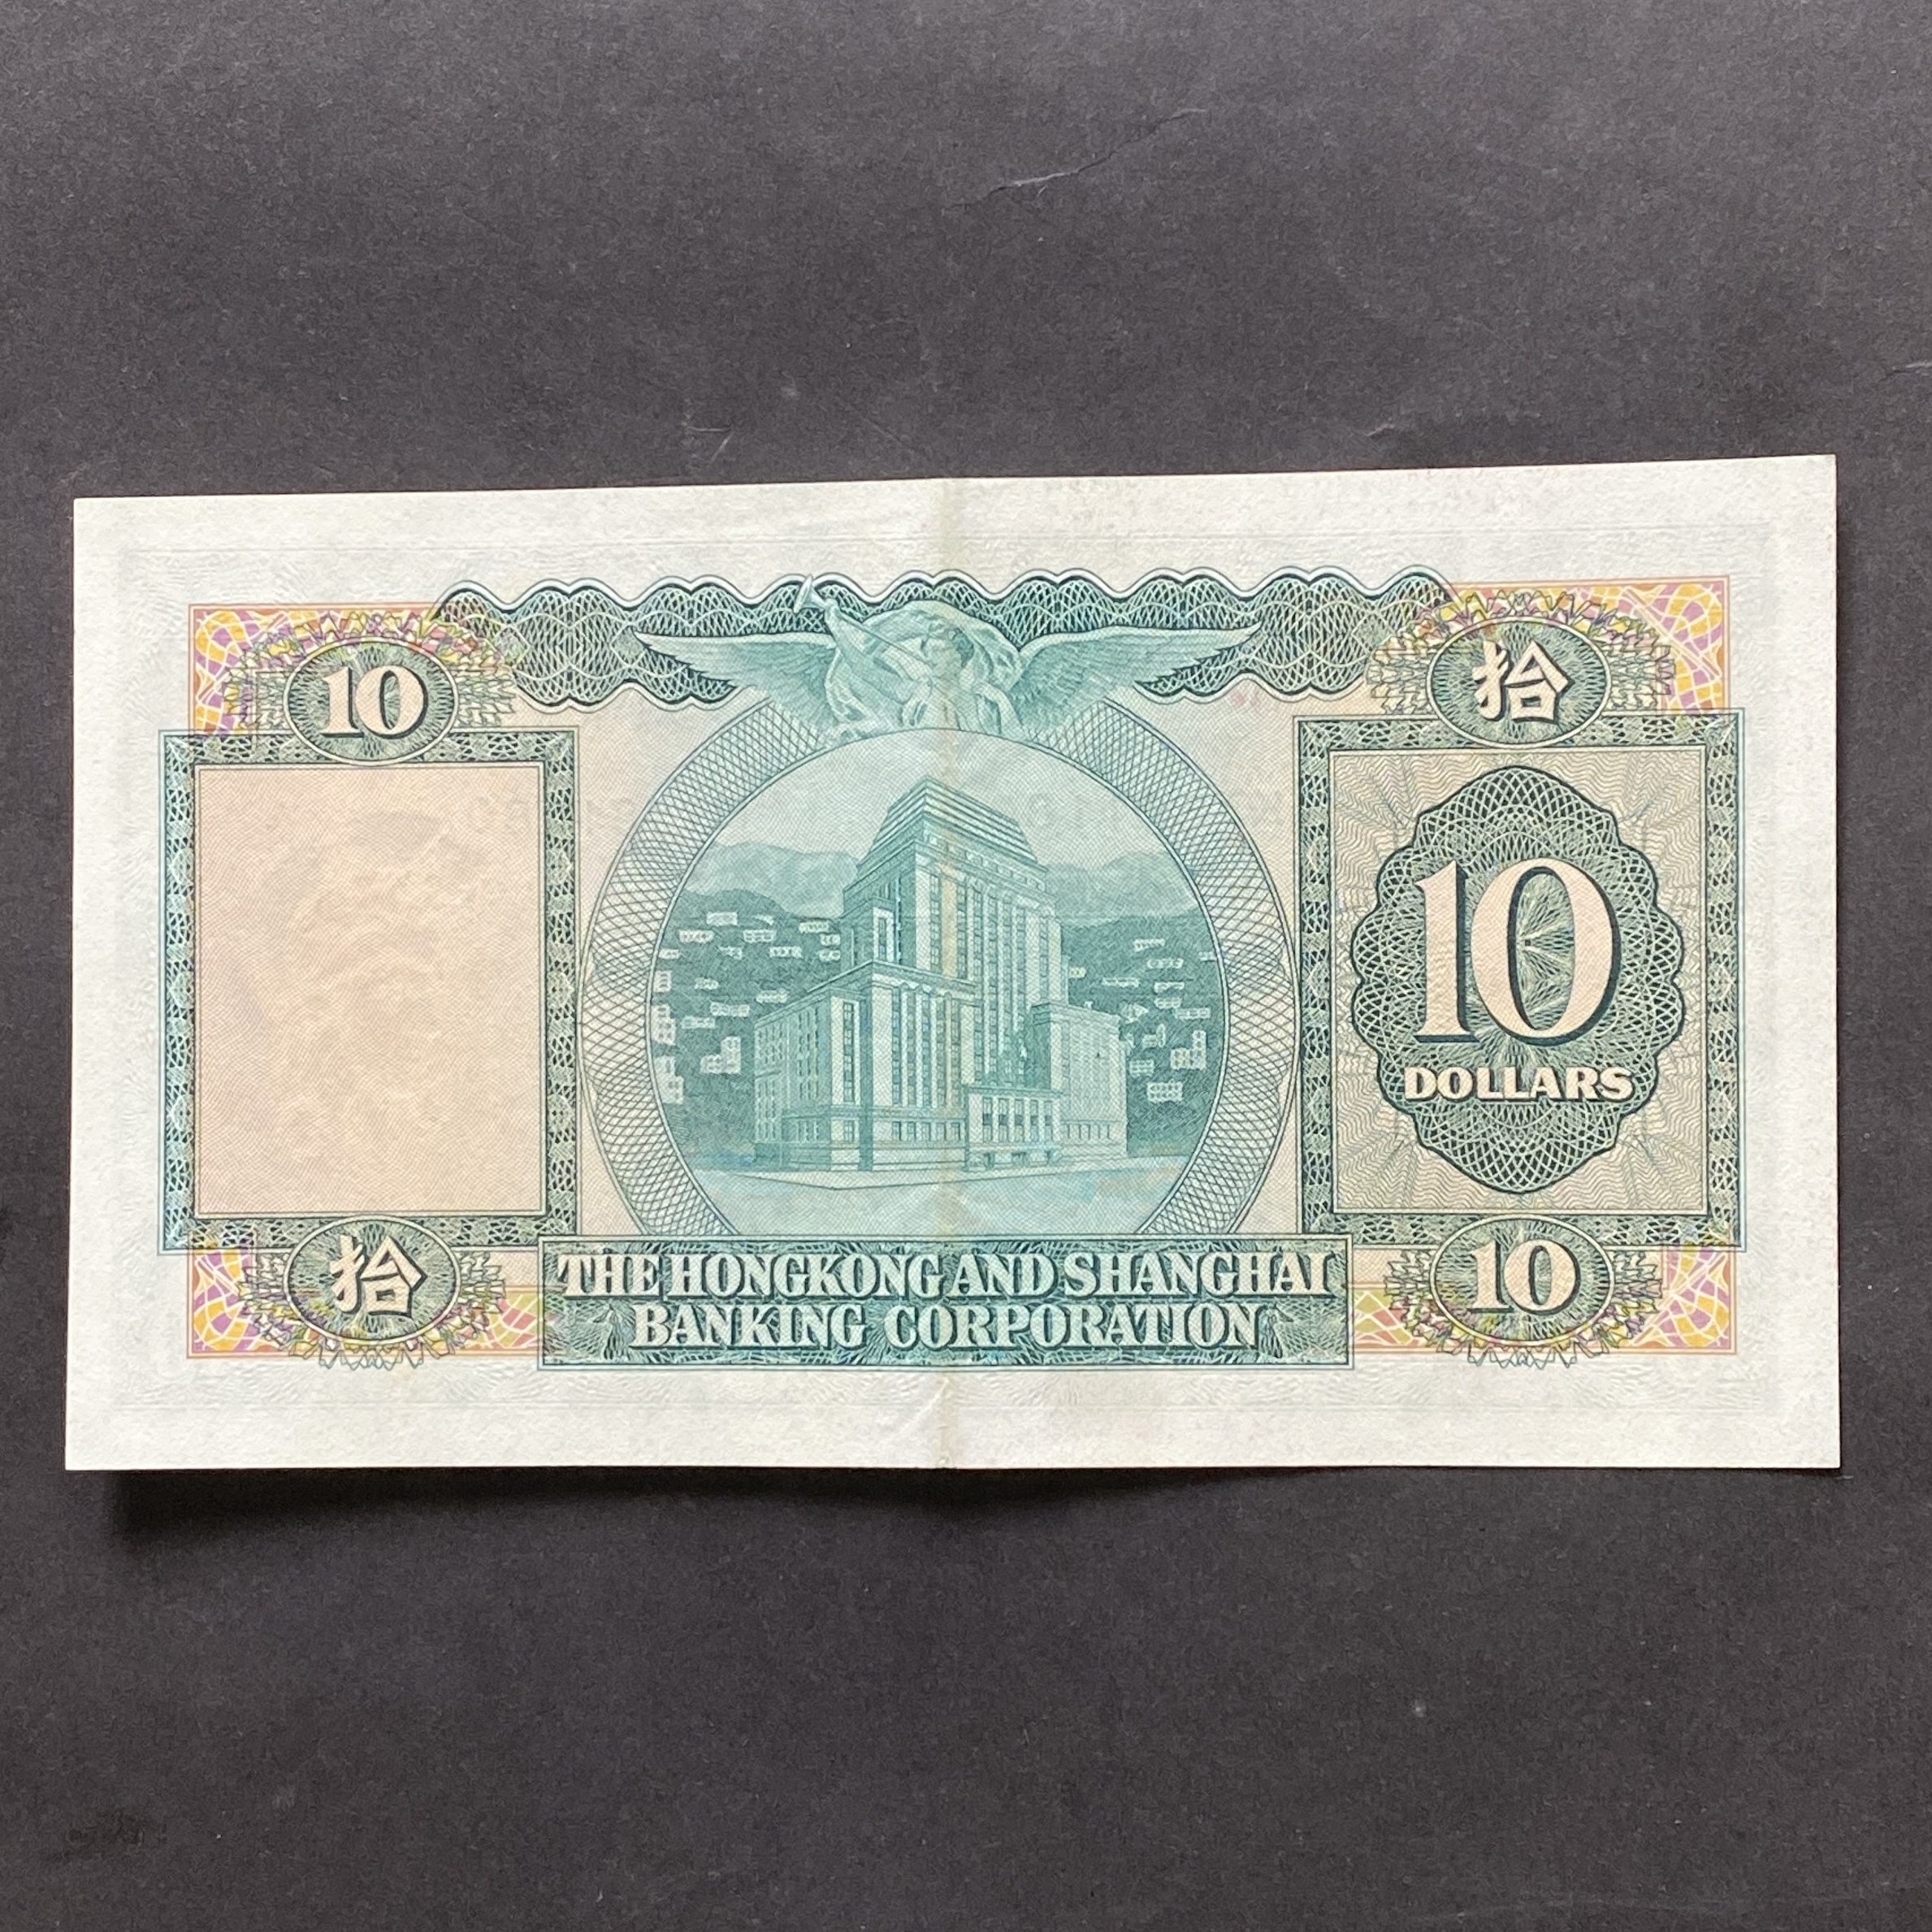 10
拾
10
DOLLARS
拾
THE HONGKONG AND SHANGHAI
BANKING CORPORATION
10